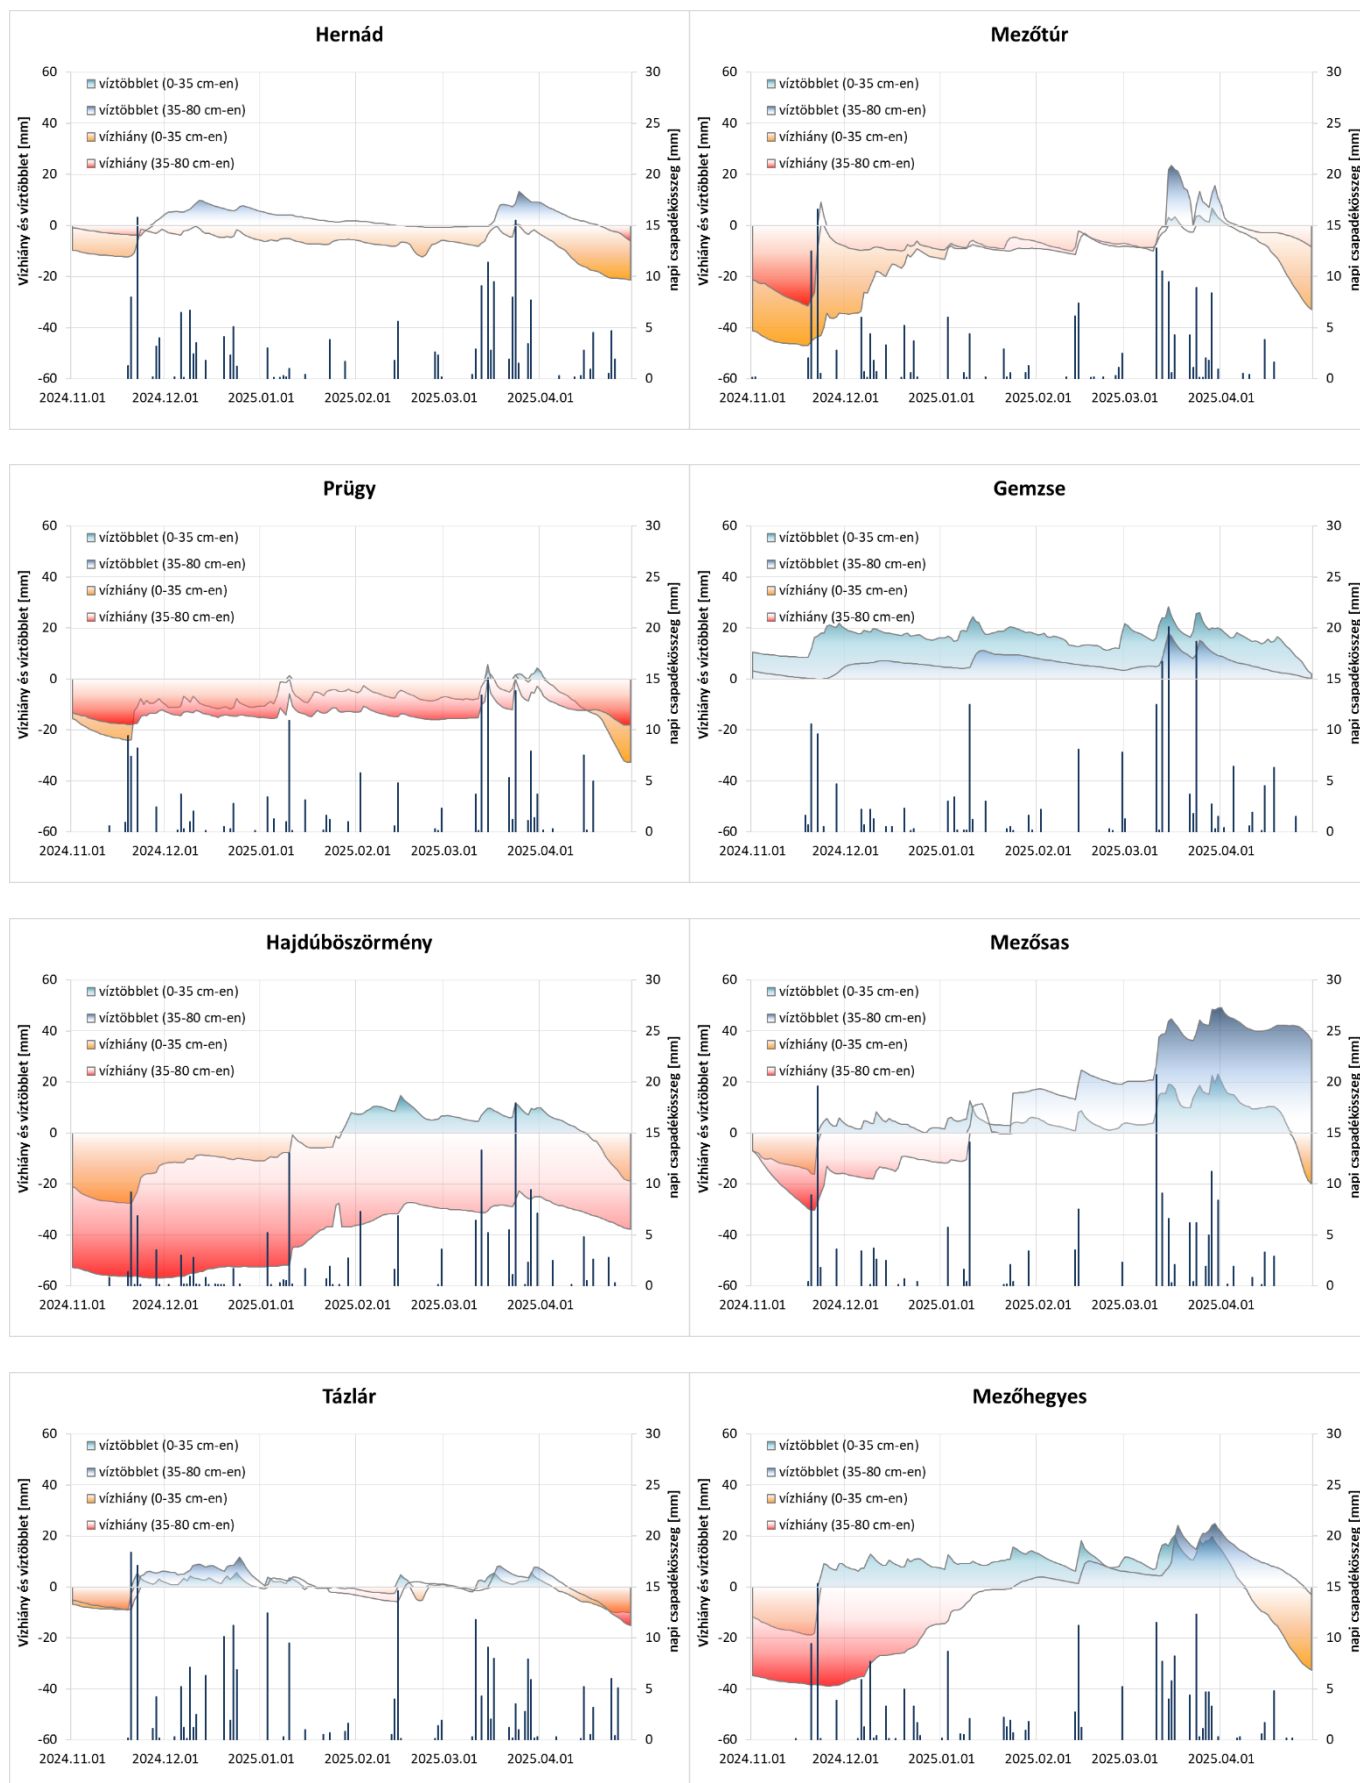 Hernád
Vízhiány és víztöbblet [mm]
60
40
20
0
-20
-40
-60
víztöbblet (0-35 cm-en)
víztöbblet (35-80 cm-en)
vízhiány (0-35 cm-en)
vízhiány (35-80 cm-en)
30
25
20
15
10
5
0
napi csapadékösszeg [mm]
2024.11.01 2024.12.01 2025.01.01 2025.02.01 2025.03.01 2025.04.01
Mezőtúr
Vízhiány és víztöbblet [mm]
60
40
20
0
-20
-40
-60
víztöbblet (0-35 cm-en)
víztöbblet (35-80 cm-en)
vízhiány (0-35 cm-en)
vízhiány (35-80 cm-en)
30
25
20
15
10
5
0
napi csapadékösszeg [mm]
2024.11.01 2024.12.01 2025.01.01 2025.02.01 2025.03.01 2025.04.01
Prügy
Vízhiány és víztöbblet [mm]
60
40
20
0
-20
-40
-60
víztöbblet (0-35 cm-en)
víztöbblet (35-80 cm-en)
vízhiány (0-35 cm-en)
vízhiány (35-80 cm-en)
30
25
20
15
10
5
0
napi csapadékösszeg [mm]
2024.11.01 2024.12.01 2025.01.01 2025.02.01 2025.03.01 2025.04.01
Gemzse
Vízhiány és víztöbblet [mm]
60
40
20
0
-20
-40
-60
víztöbblet (0-35 cm-en)
víztöbblet (35-80 cm-en)
vízhiány (0-35 cm-en)
vízhiány (35-80 cm-en)
30
25
20
15
10
5
0
napi csapadékösszeg [mm]
2024.11.01 2024.12.01 2025.01.01 2025.02.01 2025.03.01 2025.04.01
Hajdúböszörmény
Vízhiány és víztöbblet [mm]
60
40
20
0
-20
-40
-60
víztöbblet (0-35 cm-en)
víztöbblet (35-80 cm-en)
vízhiány (0-35 cm-en)
vízhiány (35-80 cm-en)
30
25
20
15
10
5
0
napi csapadékösszeg [mm]
2024.11.01 2024.12.01 2025.01.01 2025.02.01 2025.03.01 2025.04.01
Mezősas
Vízhiány és víztöbblet [mm]
60
40
20
0
-20
-40
-60
víztöbblet (0-35 cm-en)
víztöbblet (35-80 cm-en)
vízhiány (0-35 cm-en)
vízhiány (35-80 cm-en)
30
25
20
15
10
5
0
napi csapadékösszeg [mm]
2024.11.01 2024.12.01 2025.01.01 2025.02.01 2025.03.01 2025.04.01
Tázlár
Vízhiány és víztöbblet [mm]
60
40
20
0
-20
-40
-60
víztöbblet (0-35 cm-en)
víztöbblet (35-80 cm-en)
vízhiány (0-35 cm-en)
vízhiány (35-80 cm-en)
30
25
20
15
10
5
0
napi csapadékösszeg [mm]
2024.11.01 2024.12.01 2025.01.01 2025.02.01 2025.03.01 2025.04.01
Mezőhegyes
Vízhiány és víztöbblet [mm]
60
40
20
0
-20
-40
-60
víztöbblet (0-35 cm-en)
víztöbblet (35-80 cm-en)
vízhiány (0-35 cm-en)
vízhiány (35-80 cm-en)
30
25
20
15
10
5
0
napi csapadékösszeg [mm]
2024.11.01 2024.12.01 2025.01.01 2025.02.01 2025.03.01 2025.04.01